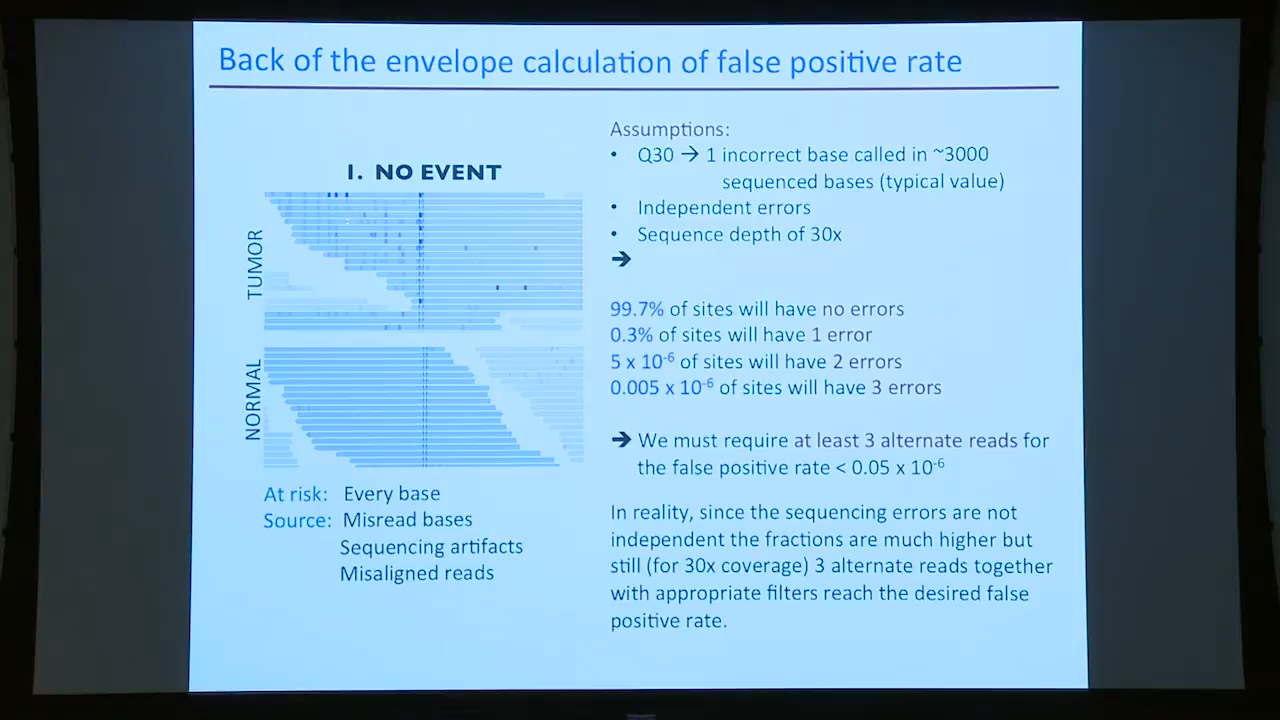 Back of the envelope calculation of false positive rate
1. NO EVENT
TUMOR
NORMAL
At risk: Every base
Source: Misread bases
Sequencing artifacts
Misaligned reads
Assumptions:
• Q30 → 1 incorrect base called in ~3000
sequenced bases (typical value)
• Independent errors
• Sequence depth of 30x
→
99.7% of sites will have no errors
0.3% of sites will have 1 error
5 x 10⁻⁶ of sites will have 2 errors
0.005 x 10⁻⁶ of sites will have 3 errors
→ We must require at least 3 alternate reads for
the false positive rate < 0.05 x 10⁻⁶
In reality, since the sequencing errors are not
independent the fractions are much higher but
still (for 30x coverage) 3 alternate reads together
with appropriate filters reach the desired false
positive rate.